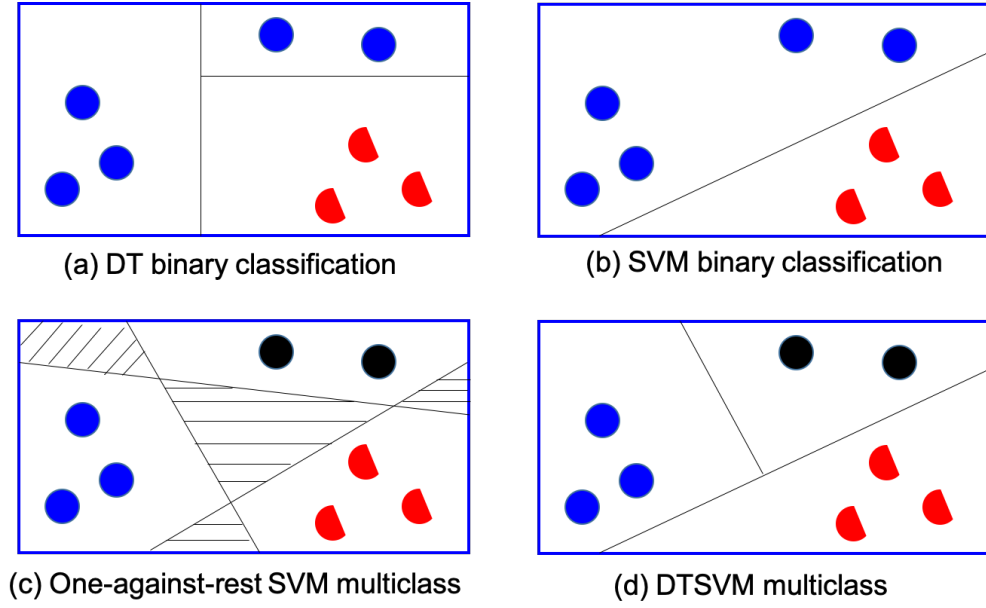 (a) DT binary classification
(b) SVM binary classification
(c) One-against-rest SVM multiclass
(d) DTSVM multiclass